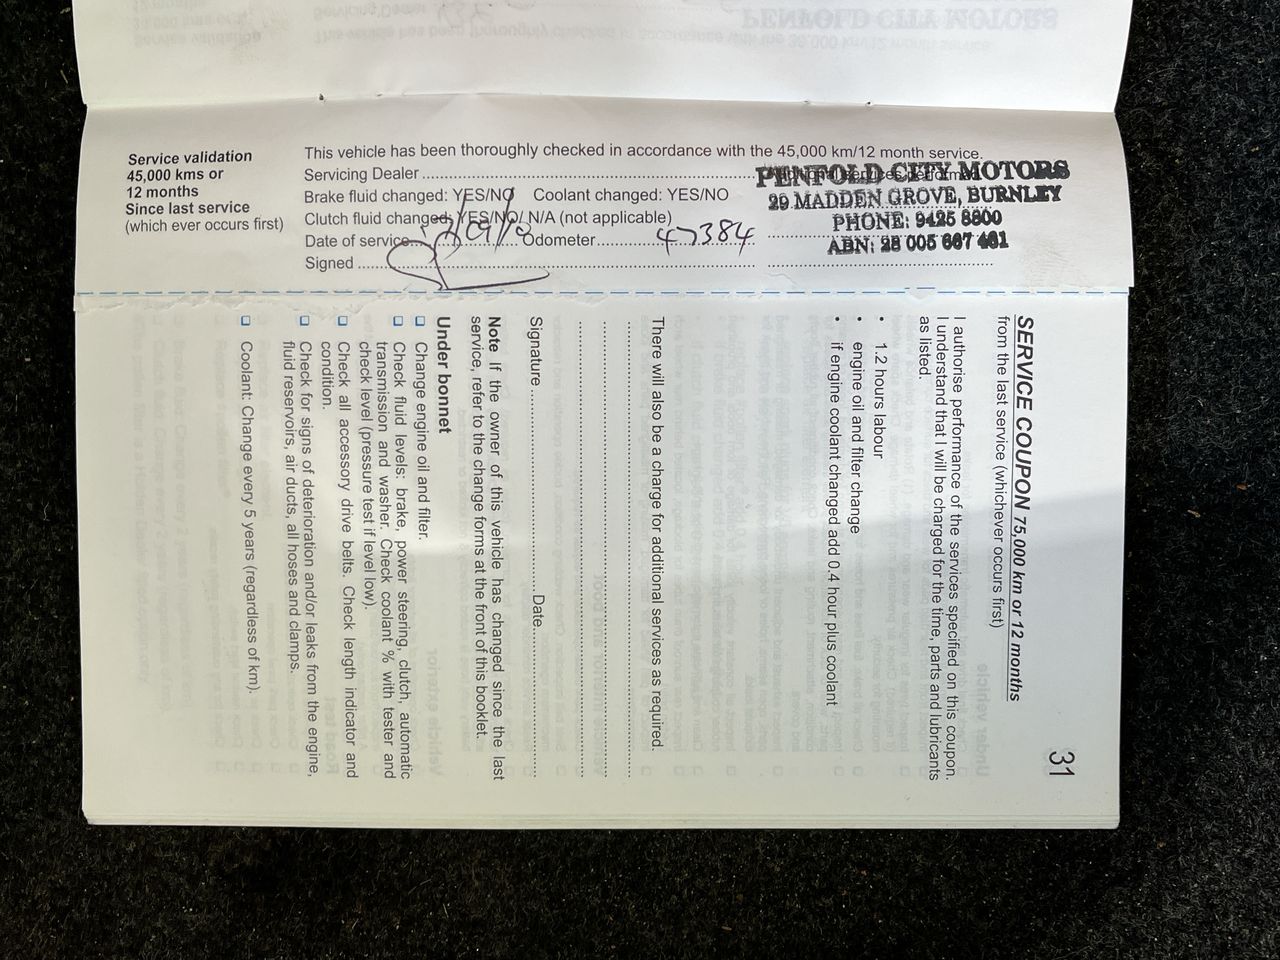 Service validation
45,000 kms or
12 months
Since last service
(which ever occurs first)
This vehicle has been thoroughly checked in accordance with the 45,000 km/12 month service.
Servicing Dealer
Brake fluid changed: YES/NO Coolant changed: YES/NO
Clutch fluid changed: YES/NO/ N/A (not applicable)
Date of service Odometer 47384
Signed
PENFOLD CITY MOTORS
29 MADDEN GROVE, BURNLEY
PHONE: 9425 8800
ABN: 28 005 667 461
31
SERVICE COUPON 75,000 km or 12 months
from the last service (whichever occurs first)
I authorise performance of the services specified on this coupon.
I understand that I will be charged for the time, parts and lubricants
as listed.
• 1.2 hours labour
• engine oil and filter change
• if engine coolant changed add 0.4 hour plus coolant
There will also be a charge for additional services as required.
Signature Date
Note If the owner of this vehicle has changed since the last
service, refer to the change forms at the front of this booklet.
Under bonnet
❑ Change engine oil and filter.
❑ Check fluid levels: brake, power steering, clutch, automatic
transmission and washer. Check coolant % with tester and
check level (pressure test if level low).
❑ Check all accessory drive belts. Check length indicator and
condition.
❑ Check for signs of deterioration and/or leaks from the engine,
fluid reservoirs, air ducts, all hoses and clamps.
❑ Coolant: Change every 5 years (regardless of km).